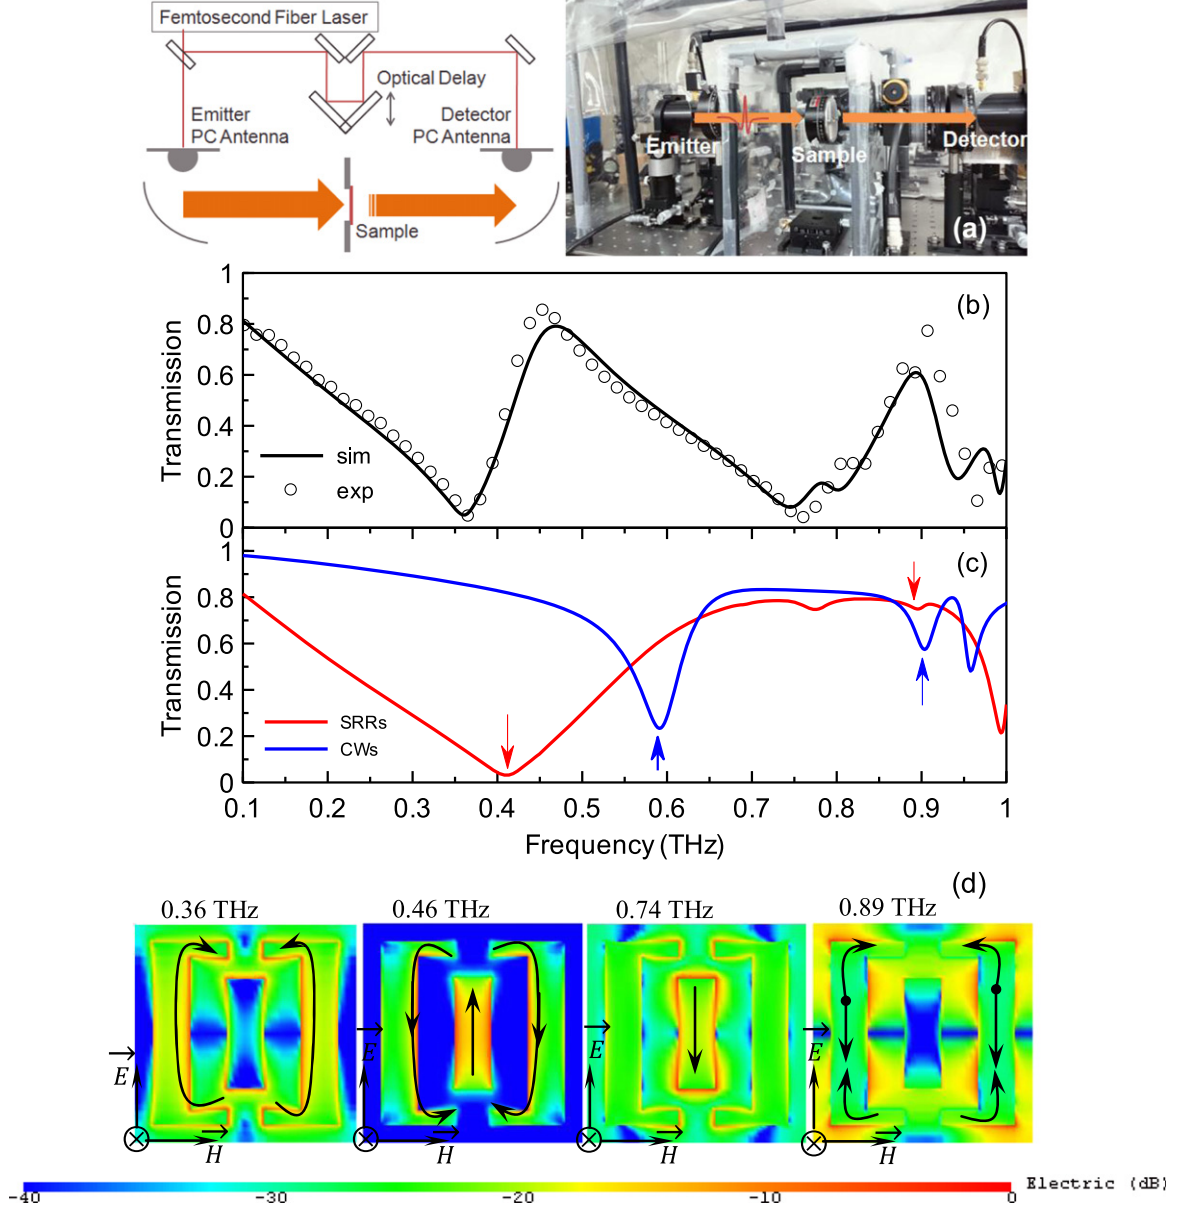 Femtosecond Fiber Laser
Optical Delay
Emitter
PC Antenna
Detector
PC Antenna
Sample
Emitter
Sample
Detector
(a)
1
0.8
0.6
0.4
0.2
0
Transmission
(b)
sim
exp
1
0.8
0.6
0.4
0.2
0
Transmission
(c)
SRRs
CWs
0.1 0.2 0.3 0.4 0.5 0.6 0.7 0.8 0.9 1
Frequency (THz)
(d)
0.36 THz 0.46 THz 0.74 THz 0.89 THz
E E E E
H H H H
-40 -30 -20 -10 0 Electric (dB)